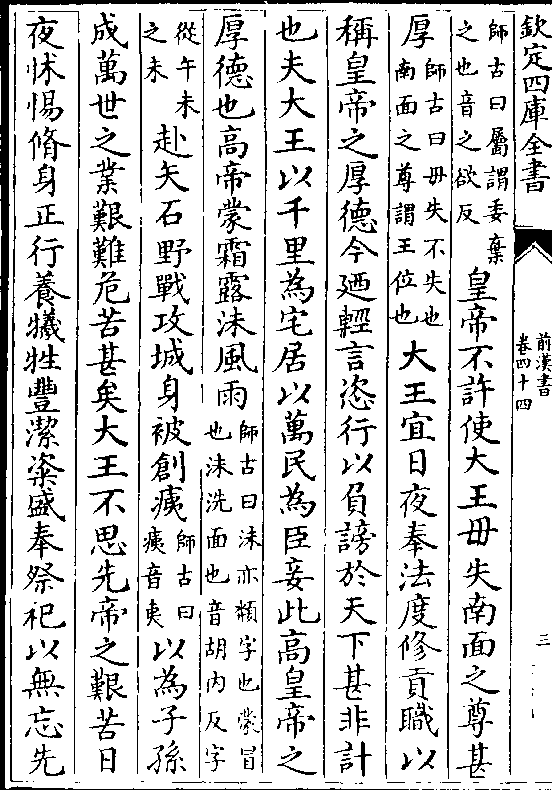 欽定四庫全書
前漢書
卷四十四
三
師古曰屬謂委棄
之也音之欲反
皇帝不許使大王毋失南面之尊甚
厚
師古曰毋失不失也
南面之尊謂王位也
大王宜日夜奉法度修貢職以
稱皇帝之厚德今廼輕言恣行以負謗於天下甚非計
也夫大王以千里為宅居以萬民為臣妾此高皇帝之
厚德也高帝蒙霜露沬風雨
師古曰沬亦頮字也蒙冒
也沬洗面也音胡内反字
從午未
之未
赴矢石野戰攻城身被創痍
師古曰
痍音夷
以為子孫
成萬世之業艱難危苦甚矣大王不思先帝之艱苦日
夜怵惕脩身正行養犧牲豐潔粢盛奉祭祀以無忘先